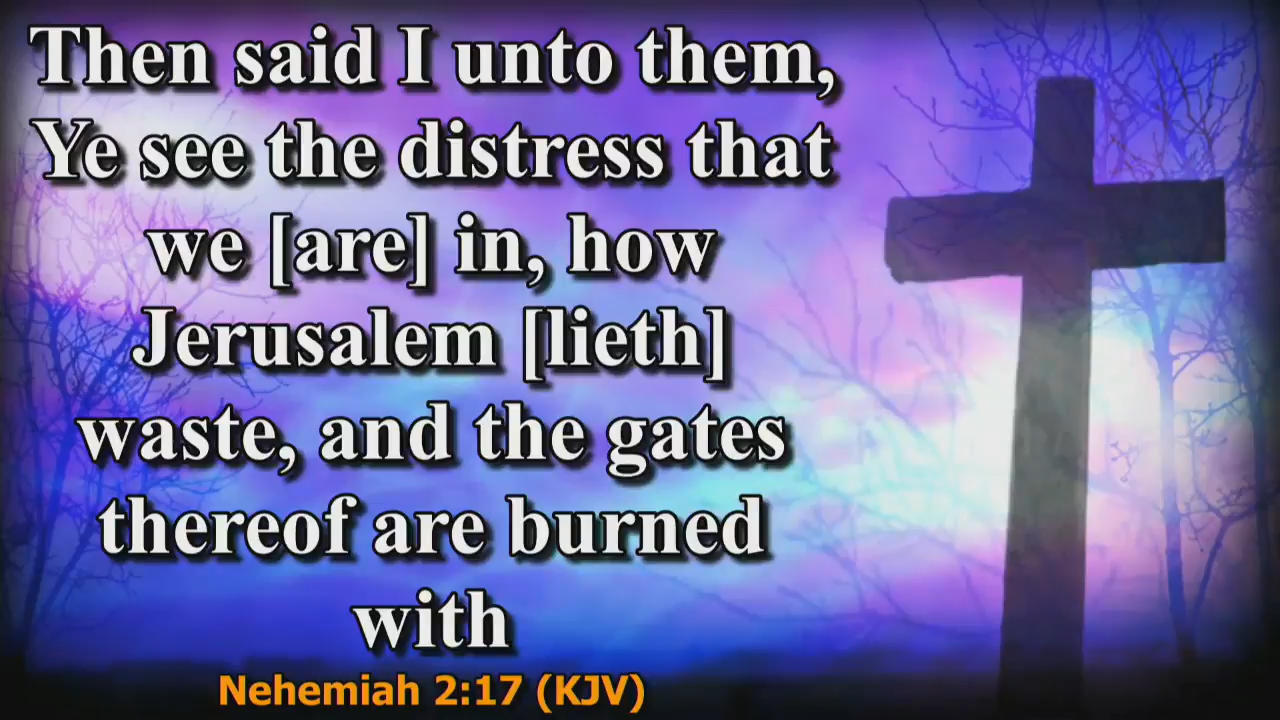 Then said I unto them,
Ye see the distress that
we [are] in, how
Jerusalem [lieth]
waste, and the gates
thereof are burned
with
Nehemiah 2:17 (KJV)